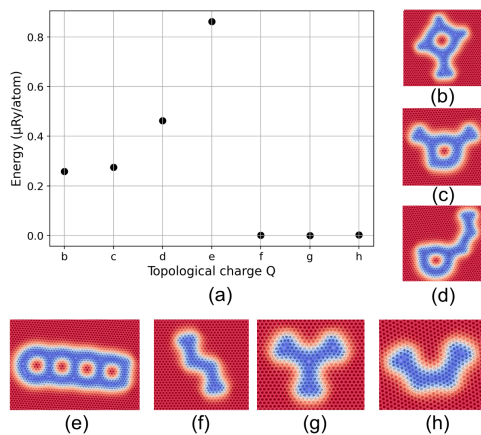 0.8
0.6
0.4
0.2
0.0
Energy (μRy/atom)
b c d e f g h
Topological charge Q
(a)
(b)
(c)
(d)
(e) (f) (g) (h)